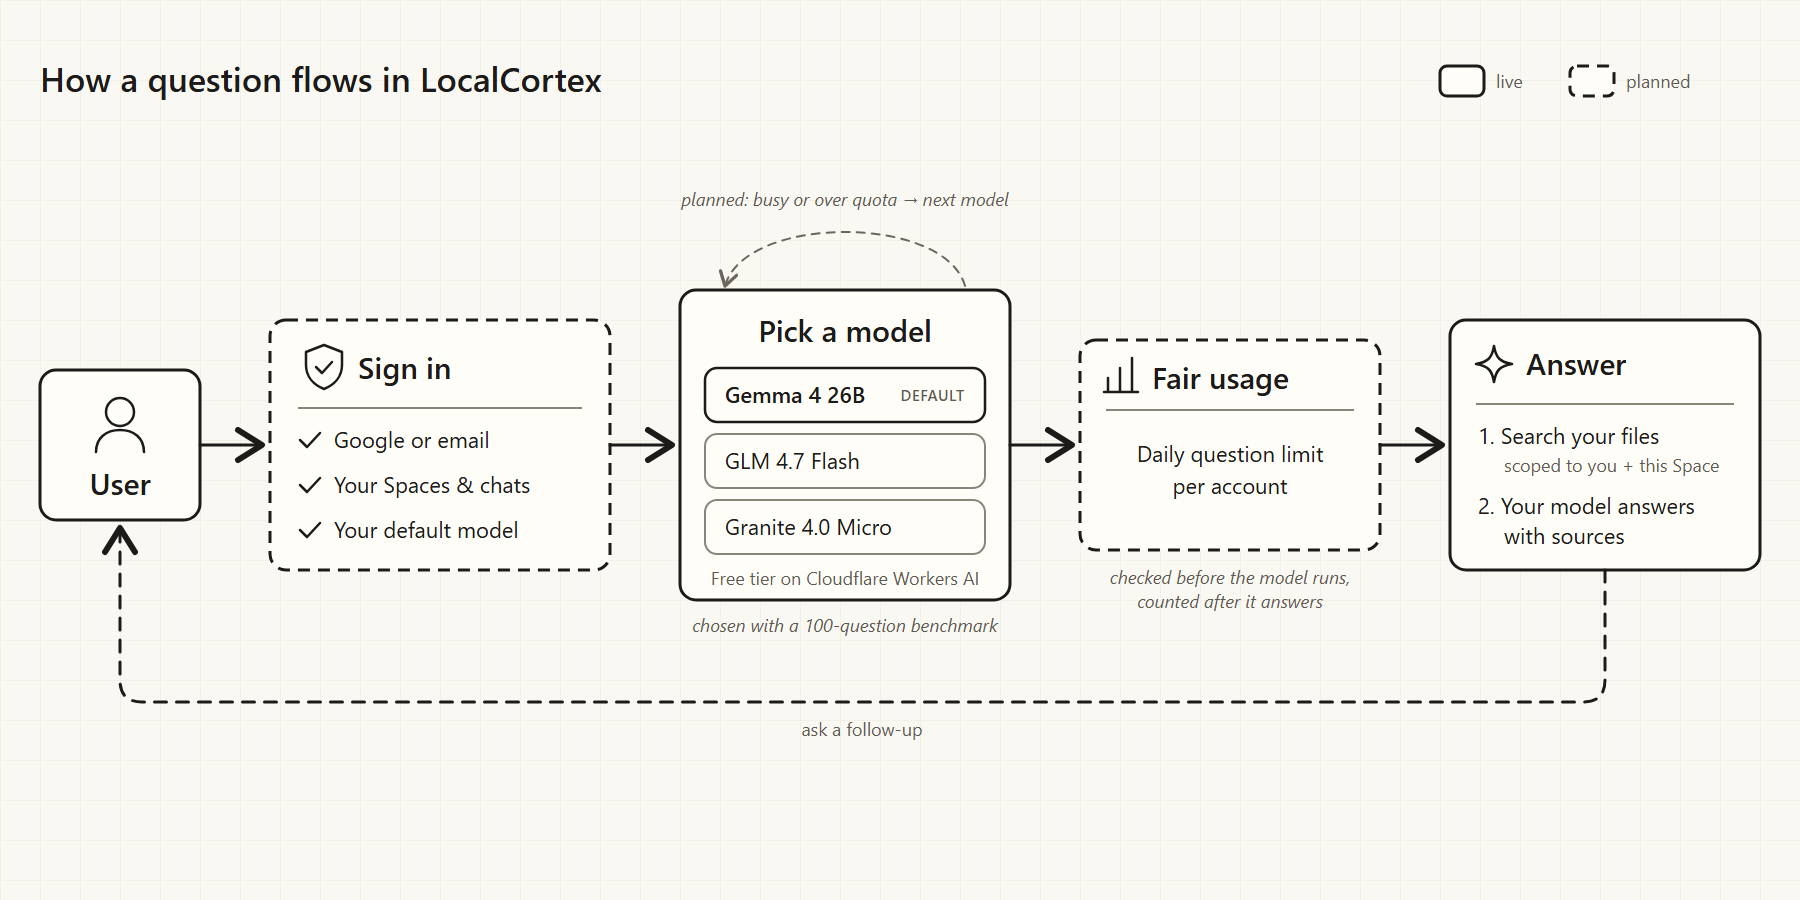 How a question flows in LocalCortex
live
planned
planned: busy or over quota → next model
User
Sign in
Google or email
Your Spaces & chats
Your default model
Pick a model
Gemma 4 26B DEFAULT
GLM 4.7 Flash
Granite 4.0 Micro
Free tier on Cloudflare Workers AI
chosen with a 100-question benchmark
Fair usage
Daily question limit
per account
checked before the model runs,
counted after it answers
Answer
1. Search your files
scoped to you + this Space
2. Your model answers
with sources
ask a follow-up